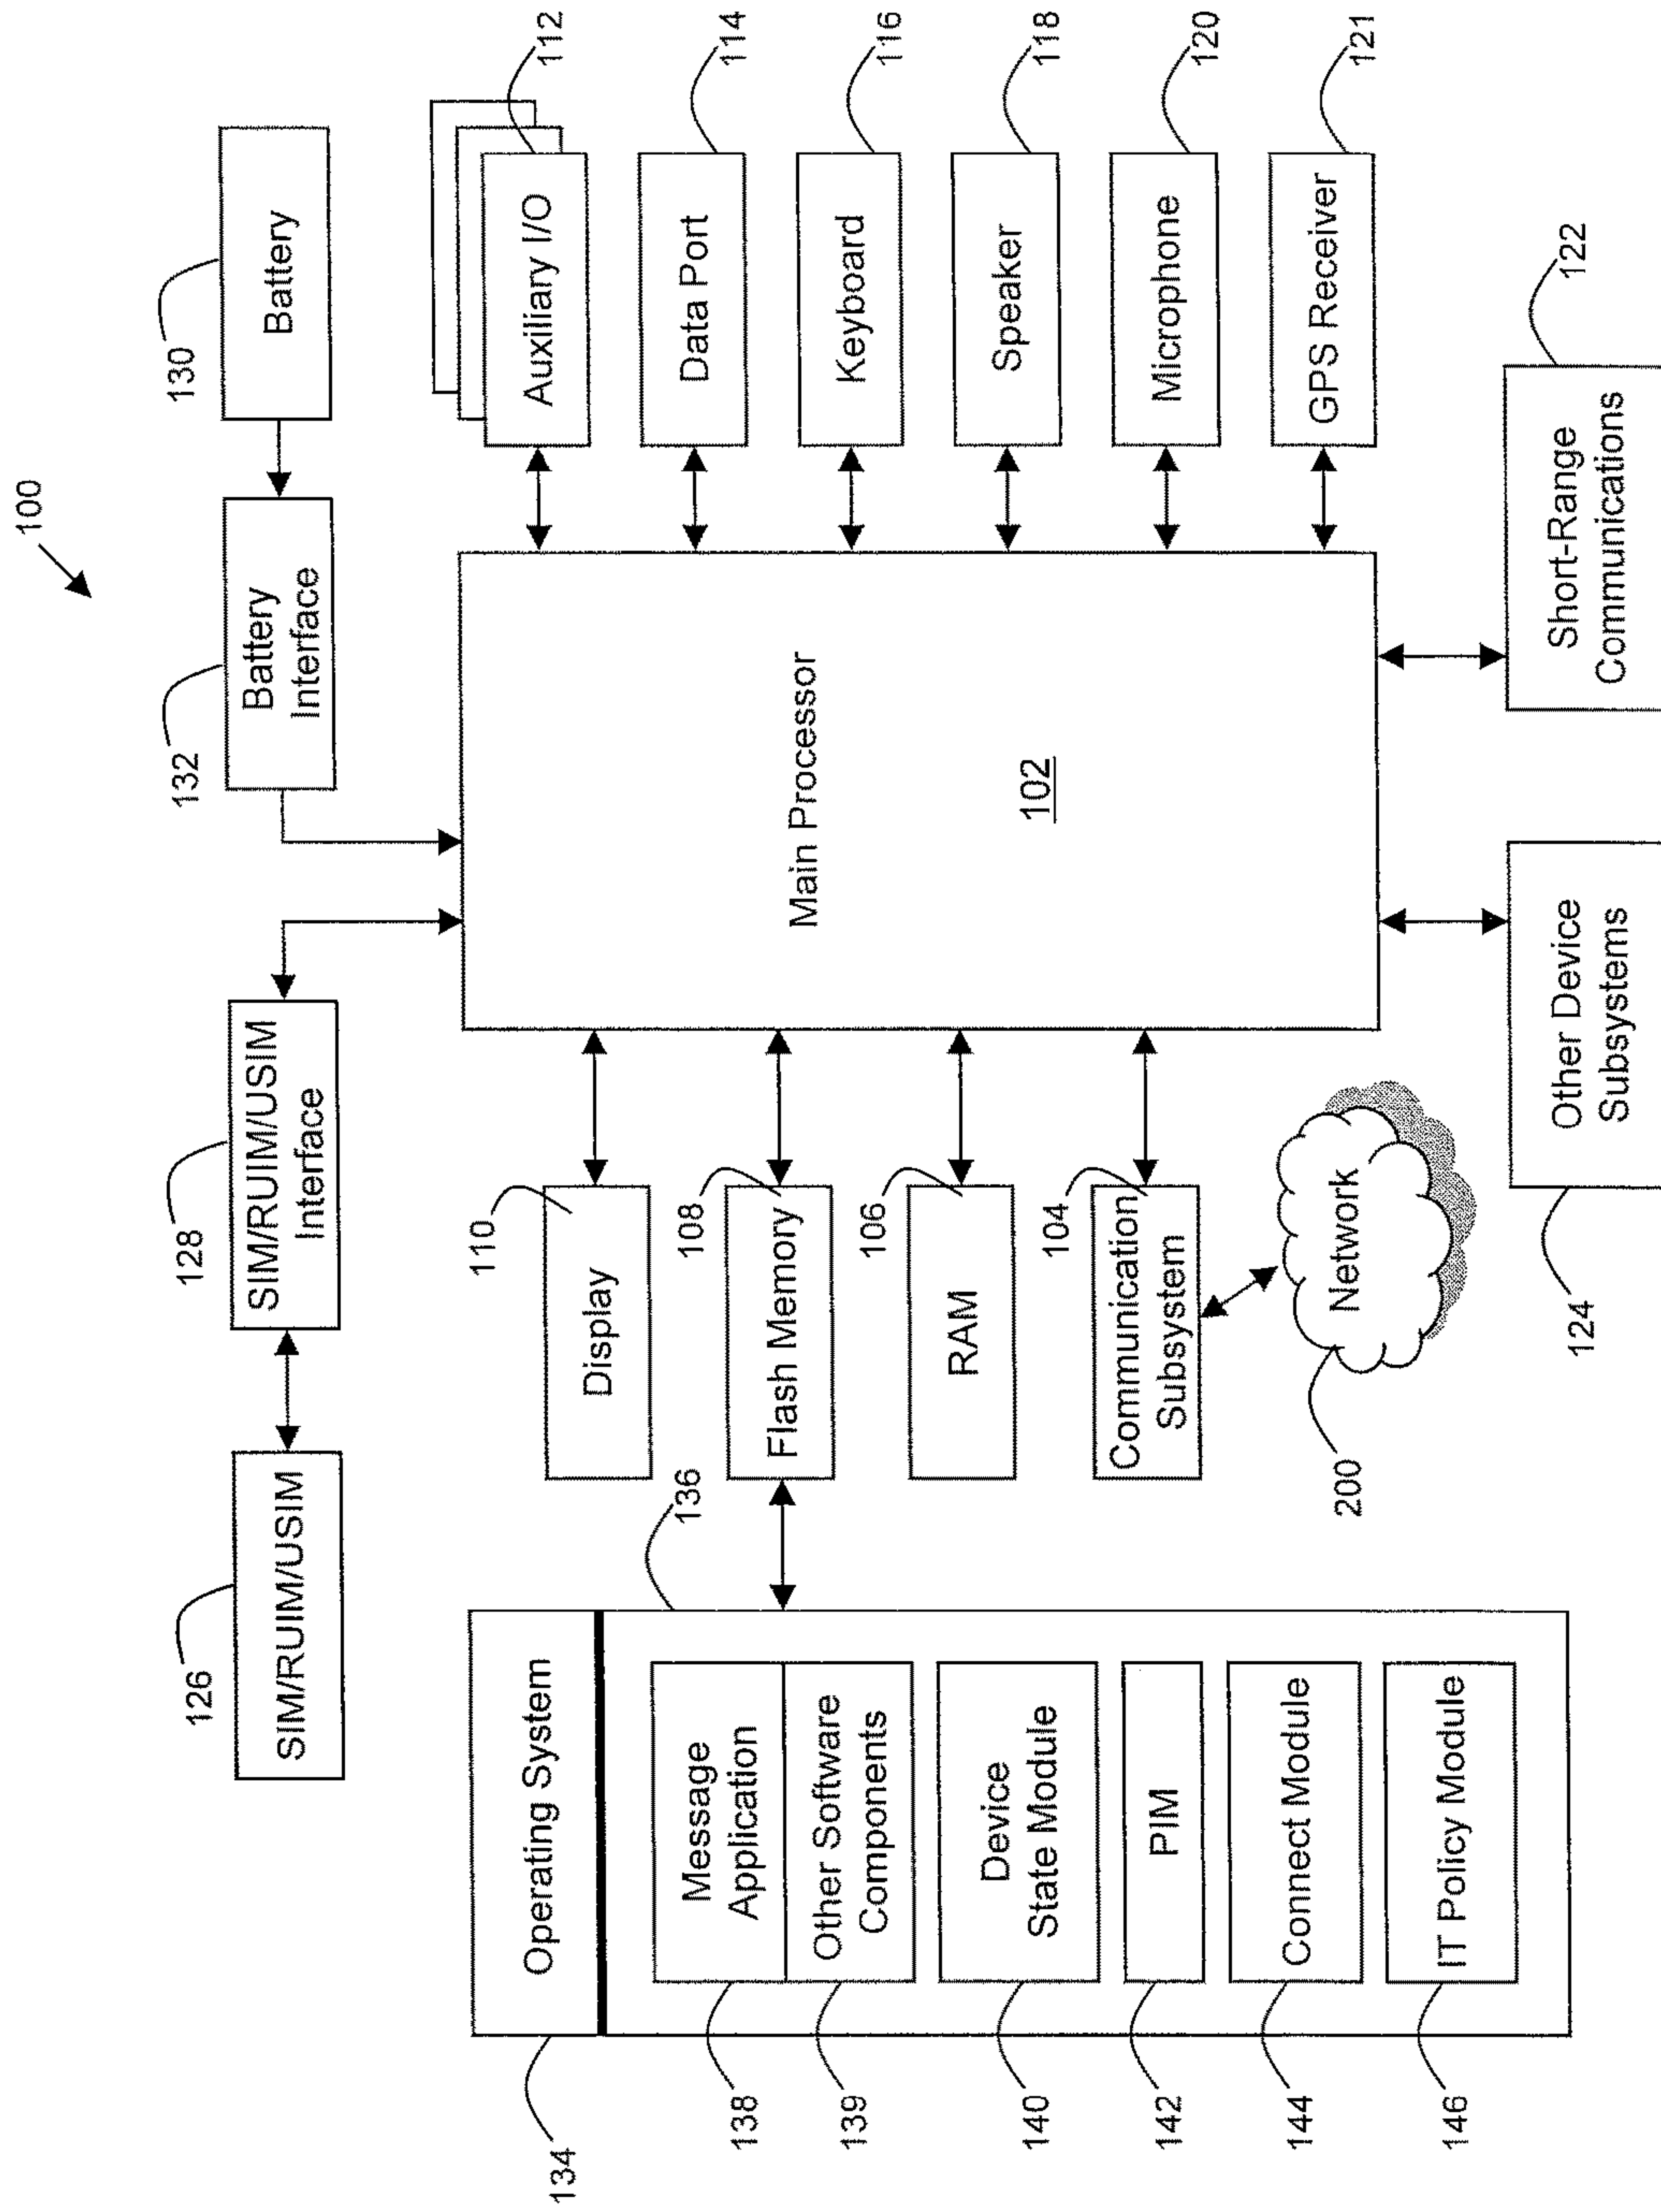 100
126
SIM/RUIM/USIM
128
SIM/RUIM/USIM
Interface
132
Battery
Interface
130
Battery
134
Operating System
136
138
Message
Application
139
Other Software
Components
140
Device
State Module
142
PIM
144
Connect Module
146
IT Policy Module
110
Display
108
Flash Memory
106
RAM
104
Communication
Subsystem
200
Network
Main Processor
102
112
Auxiliary I/O
114
Data Port
116
Keyboard
118
Speaker
120
Microphone
121
GPS Receiver
124
Other Device
Subsystems
122
Short-Range
Communications